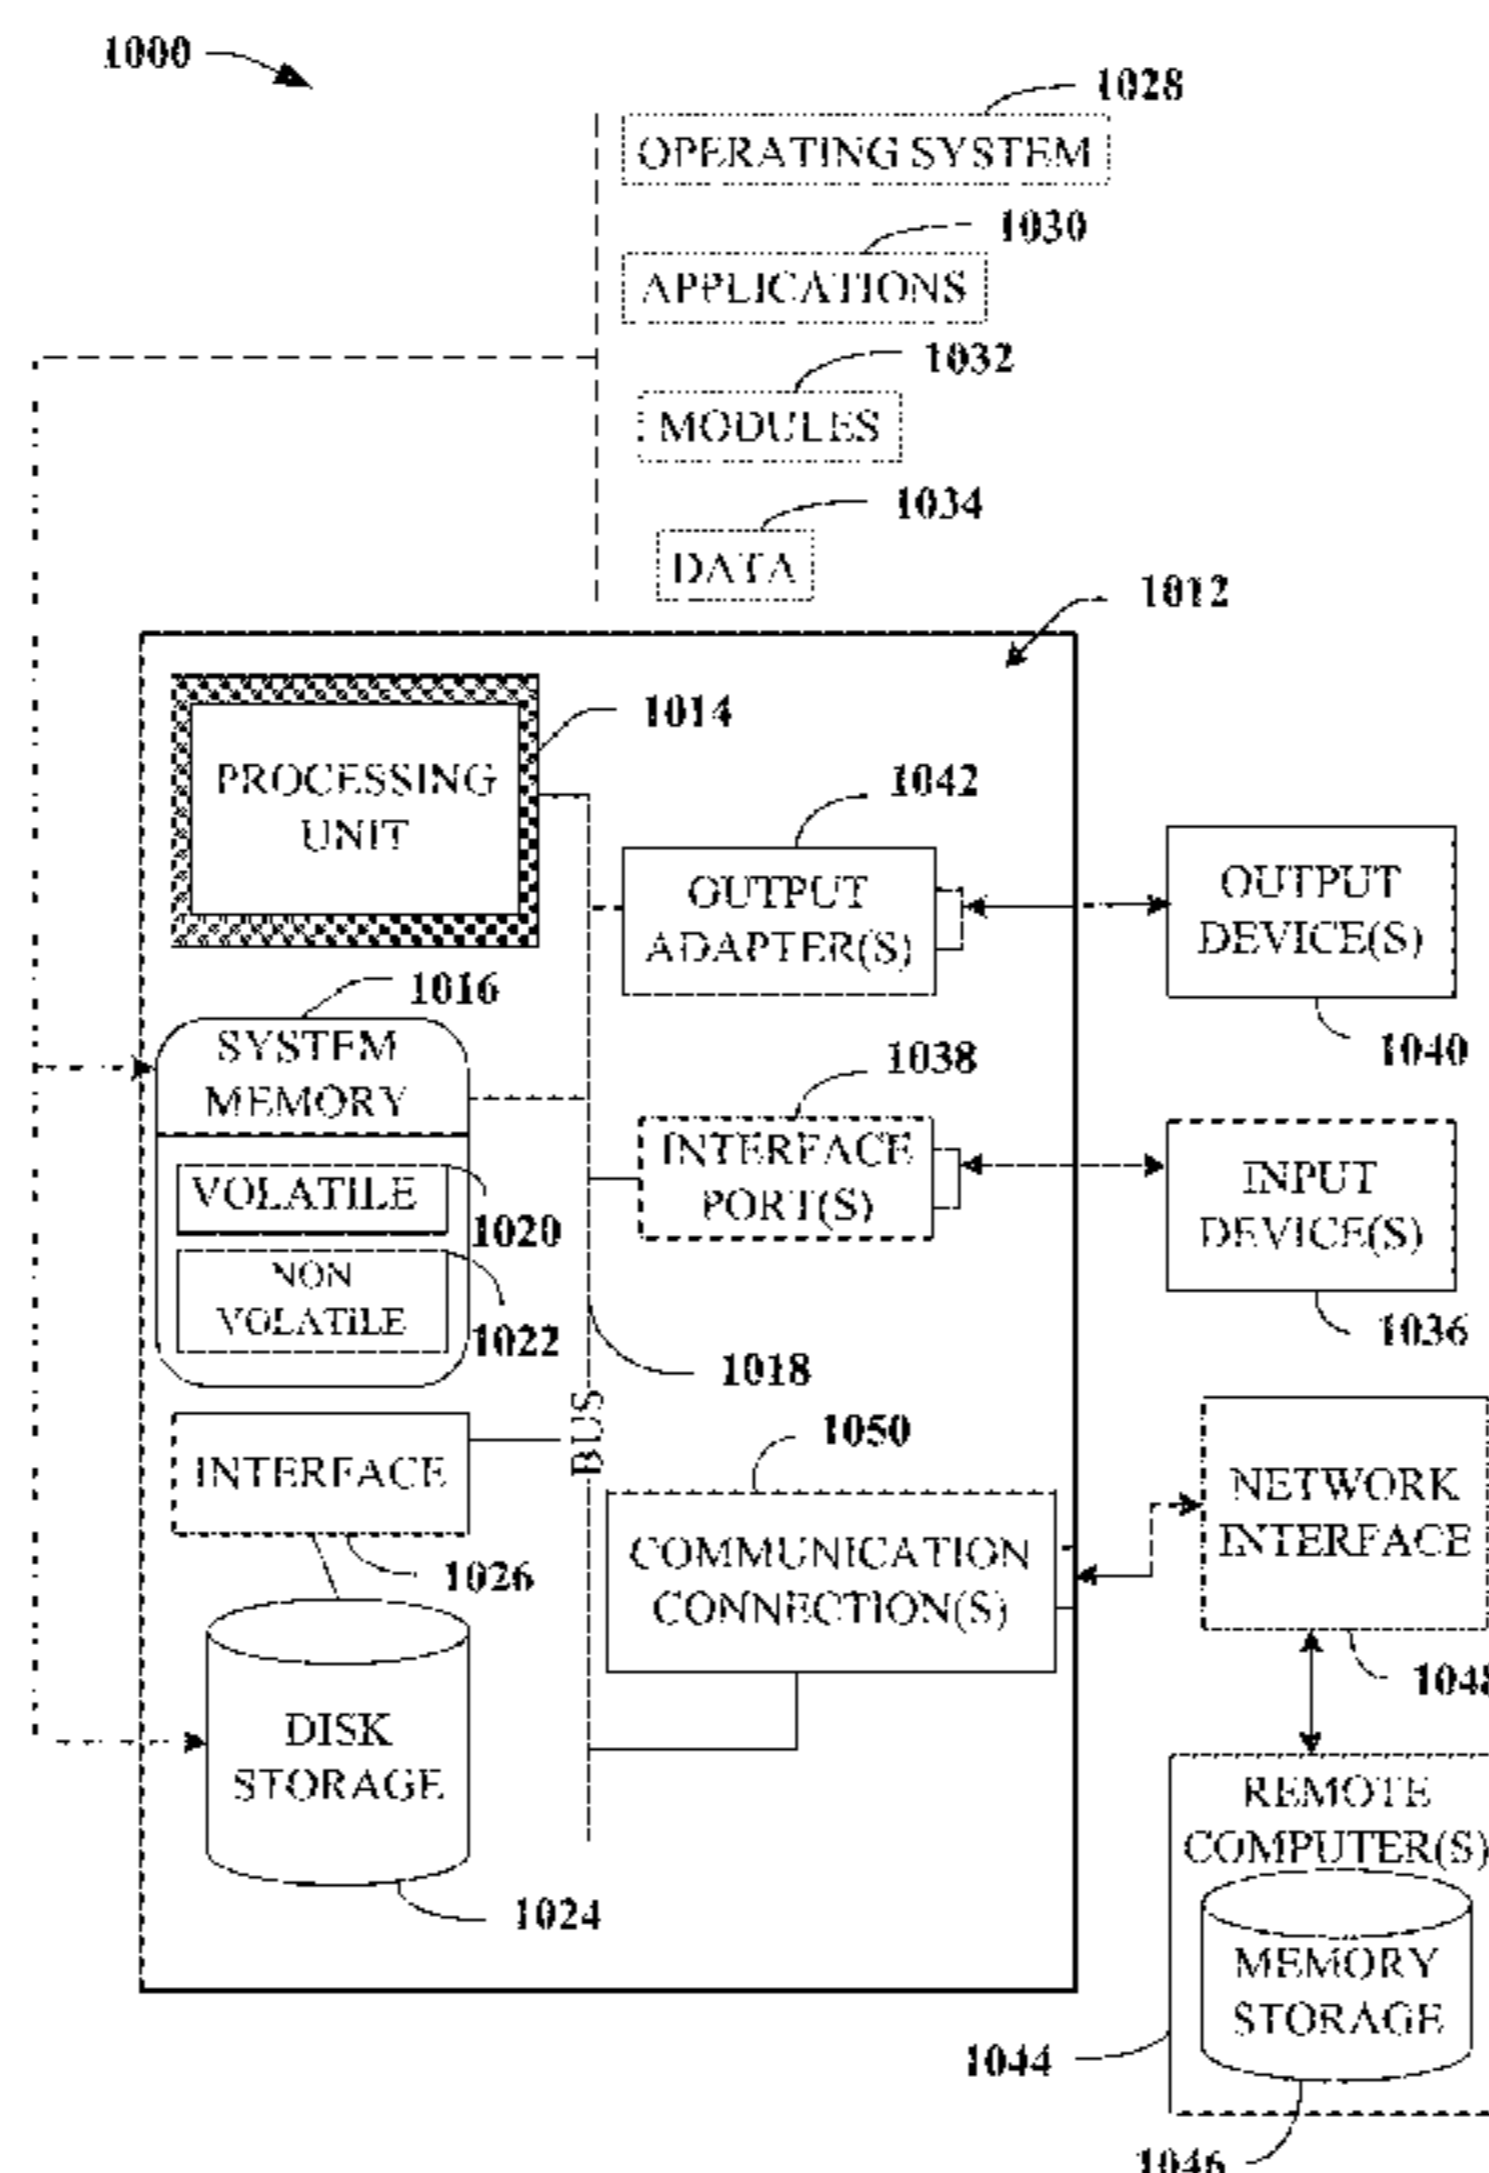 1000
1028
OPERATING SYSTEM
1030
APPLICATIONS
1032
MODULES
1034
DATA
1012
1014
PROCESSING
UNIT
1042
OUTPUT
ADAPTER(S)
OUTPUT
DEVICE(S)
1040
1016
SYSTEM
MEMORY
1038
INTERFACE
PORT(S)
INPUT
DEVICE(S)
1036
VOLATILE
1020
NON
VOLATILE
1022
1018
BUS
1050
INTERFACE
1026
COMMUNICATION
CONNECTION(S)
NETWORK
INTERFACE
1048
DISK
STORAGE
1024
REMOTE
COMPUTER(S)
MEMORY
STORAGE
1044
1046